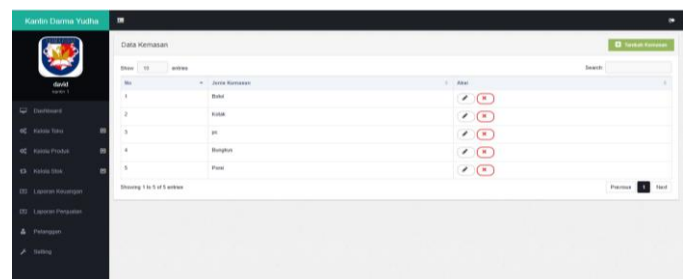 Kantin Darma Yudha
david
kantin 1
Dashboard
Kelola Toko
Kelola Produk
Kelola Stok
Laporan Keuangan
Laporan Penjualan
Pelanggan
Setting
Data Kemasan
Tambah Kemasan
Show 10 entries
Search:
No Jenis Kemasan Aksi
1 Botol
2 Kotak
3 pc
4 Bungkus
5 Porsi
Showing 1 to 5 of 5 entries
Previous 1 Next